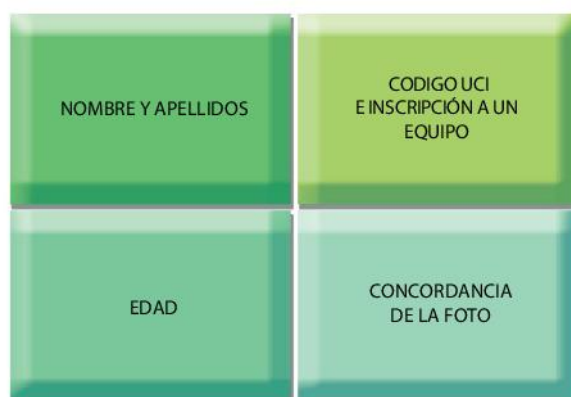 NOMBRE Y APELLIDOS
CODIGO UCI
E INSCRIPCIÓN A UN
EQUIPO
EDAD
CONCORDANCIA
DE LA FOTO